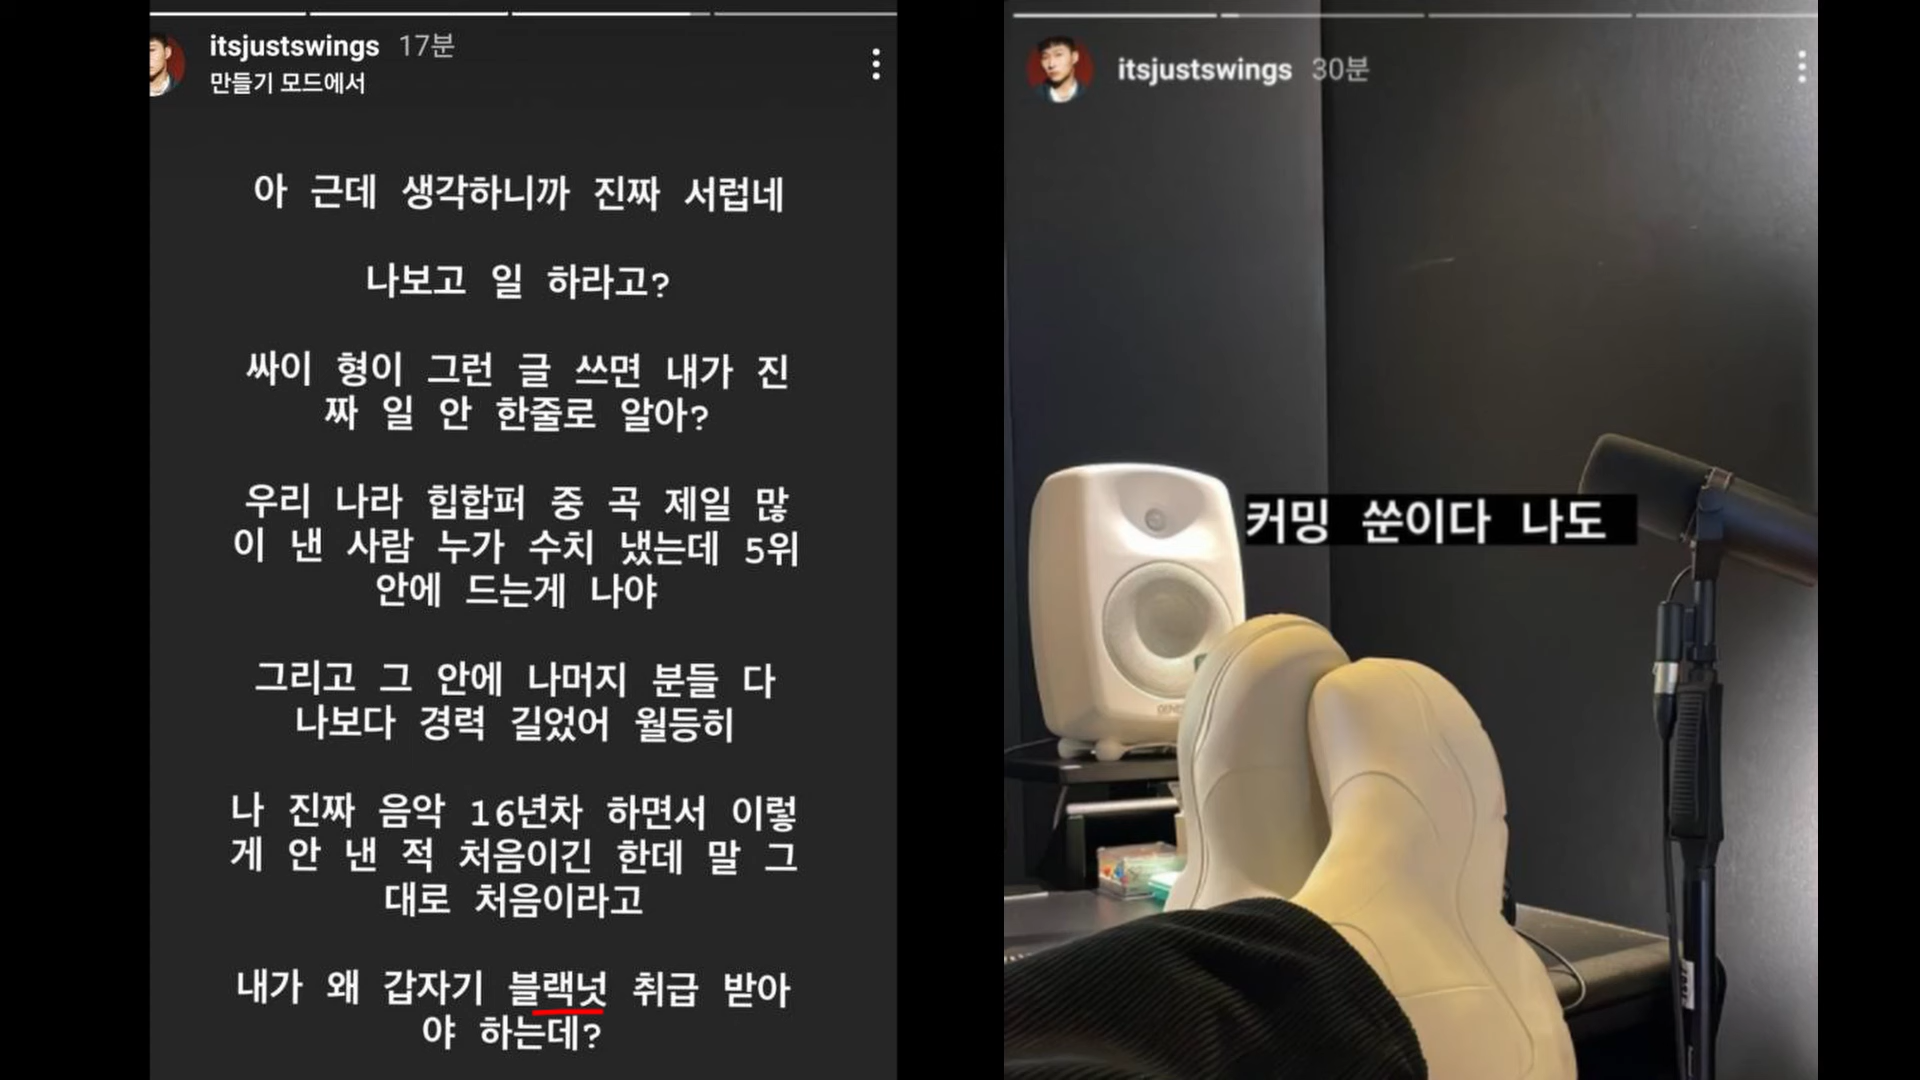 itsjustswings 17분
만들기 모드에서
아 근데 생각하니까 진짜 서럽네
나보고 일 하라고?
싸이 형이 그런 글 쓰면 내가 진
짜 일 안 한줄로 알아?
우리 나라 힙합퍼 중 곡 제일 많
이 낸 사람 누가 수치 냈는데 5위
안에 드는게 나야
그리고 그 안에 나머지 분들 다
나보다 경력 길었어 월등히
나 진짜 음악 16년차 하면서 이렇
게 안 낸 적 처음이긴 한데 말 그
대로 처음이라고
내가 왜 갑자기 블랙넛 취급 받아
야 하는데?
itsjustswings 30분
커밍 쑨이다 나도